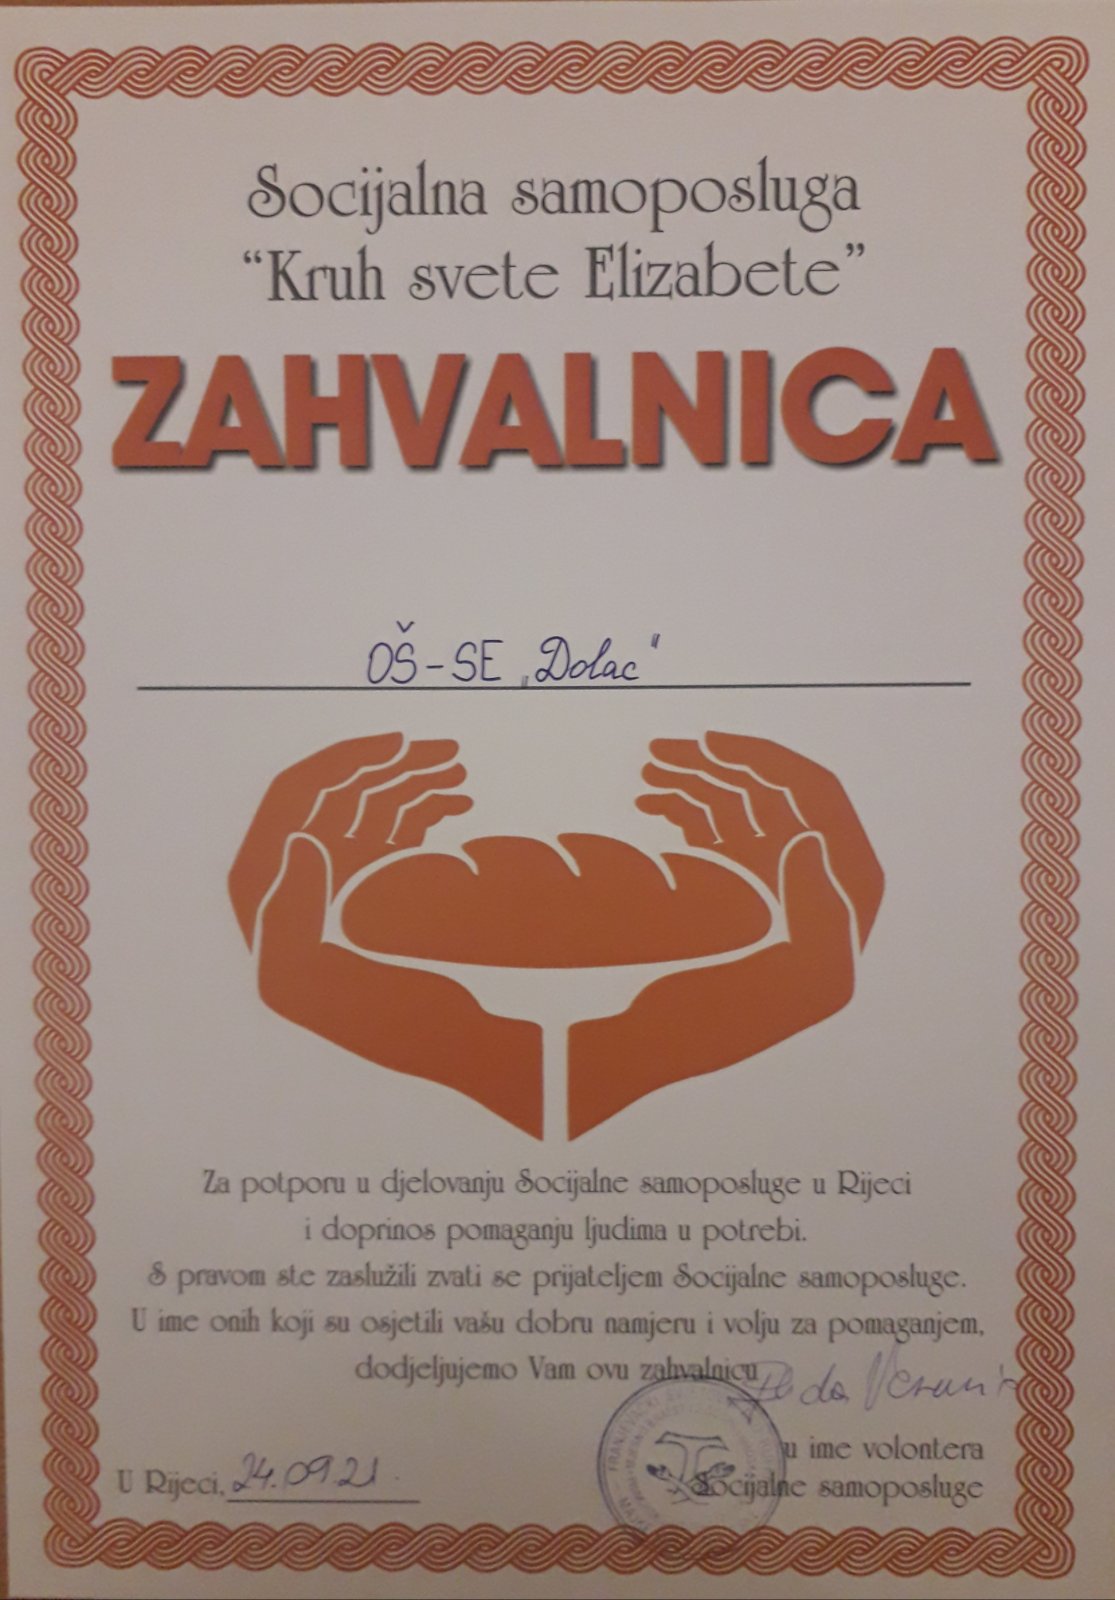 Socijalna samoposluga
“Kruh svete Elizabete”
ZAHVALNICA
OŠ-SE „Dolac"
Za potporu u djelovanju Socijalne samoposluge u Rijeci
i doprinos pomaganju ljudima u potrebi.
S pravom ste zaslužili zvati se prijateljem Socijalne samoposluge.
U ime onih koji su osjetili vašu dobru namjeru i volju za pomaganjem,
dodjeljujemo Vam ovu zahvalnicu
u ime volontera
Socijalne samoposluge
U Rijeci, 24.09.21.
FRANJEVAČKI